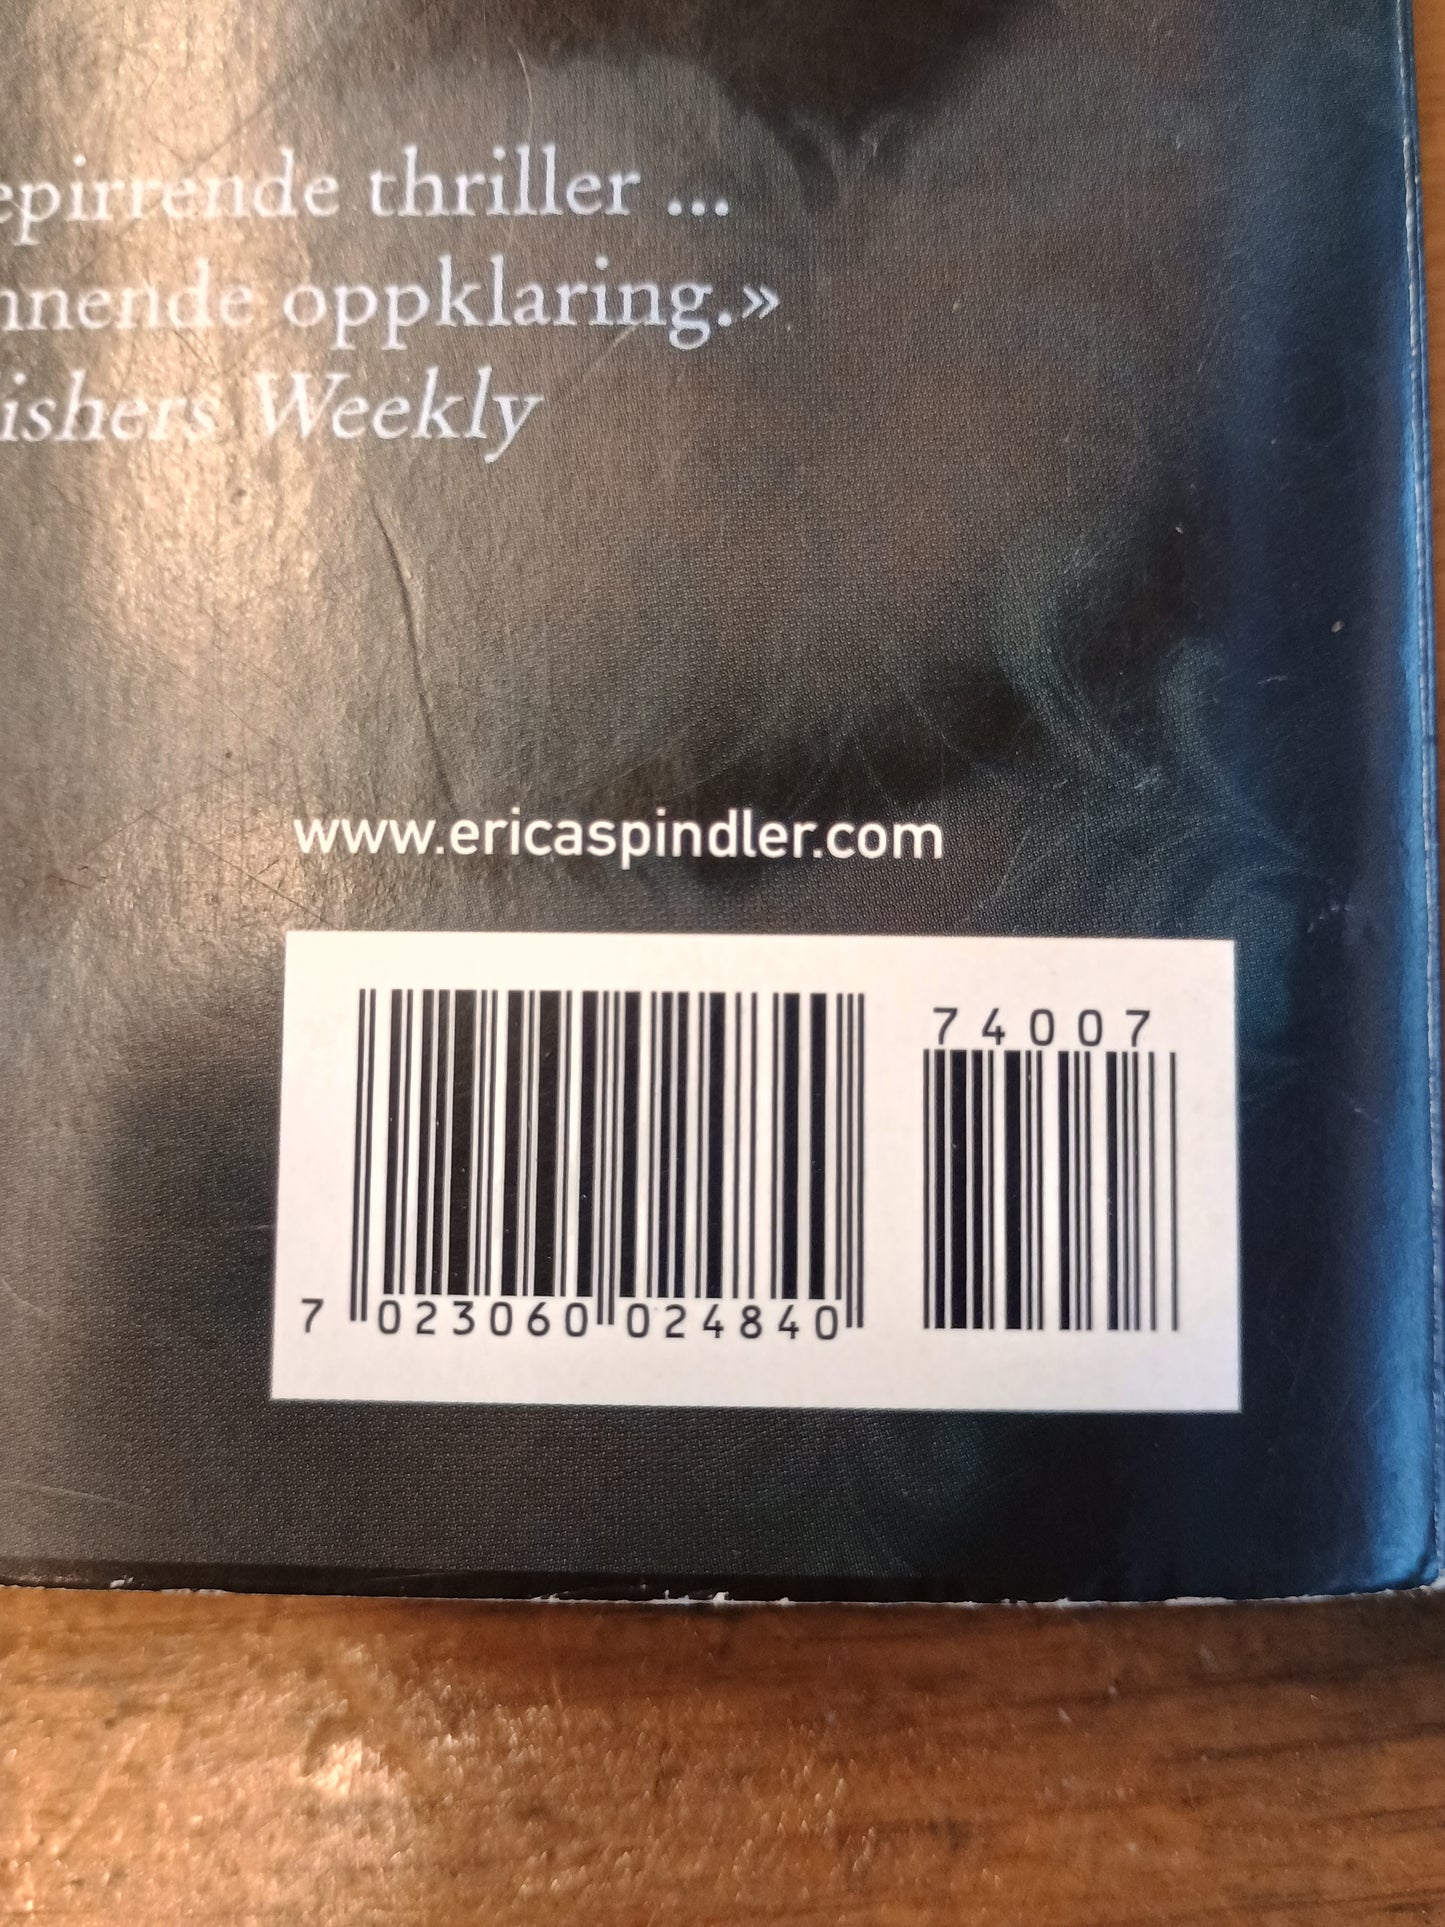 thriller ...
oppklaring.»
Weekly
www.ericaspindler.com
74007
7 023060 024840